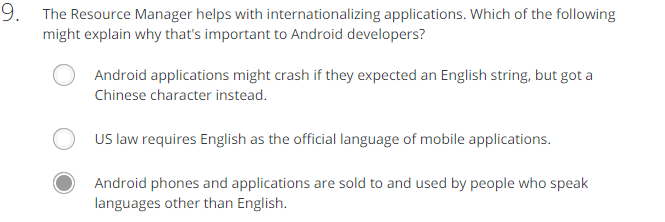 9. The Resource Manager helps with internationalizing applications. Which of the following
might explain why that's important to Android developers?
Android applications might crash if they expected an English string, but got a
Chinese character instead.
US law requires English as the official language of mobile applications.
Android phones and applications are sold to and used by people who speak
languages other than English.